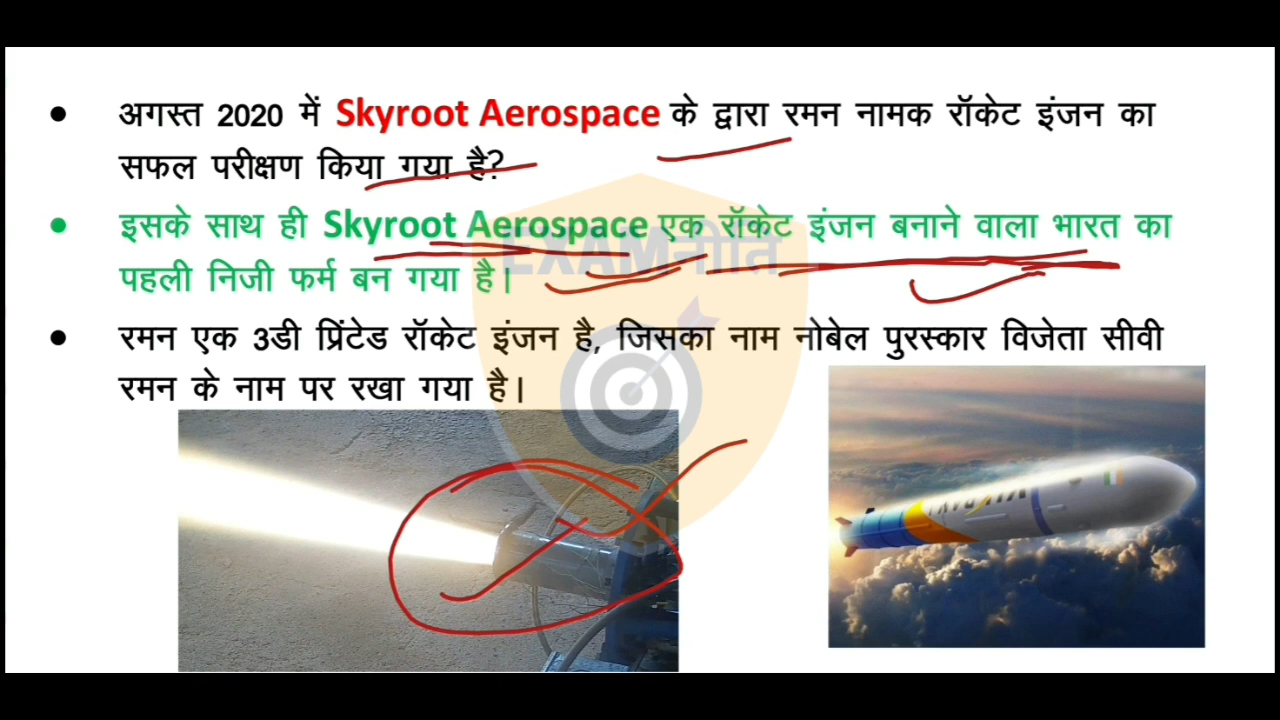 • अगस्त 2020 में Skyroot Aerospace के द्वारा रमन नामक रॉकेट इंजन का
सफल परीक्षण किया गया है?
• इसके साथ ही Skyroot Aerospace एक रॉकेट इंजन बनाने वाला भारत का
पहली निजी फर्म बन गया है।
• रमन एक 3डी प्रिंटेड रॉकेट इंजन है, जिसका नाम नोबेल पुरस्कार विजेता सीवी
रमन के नाम पर रखा गया है।
EXAMनीति